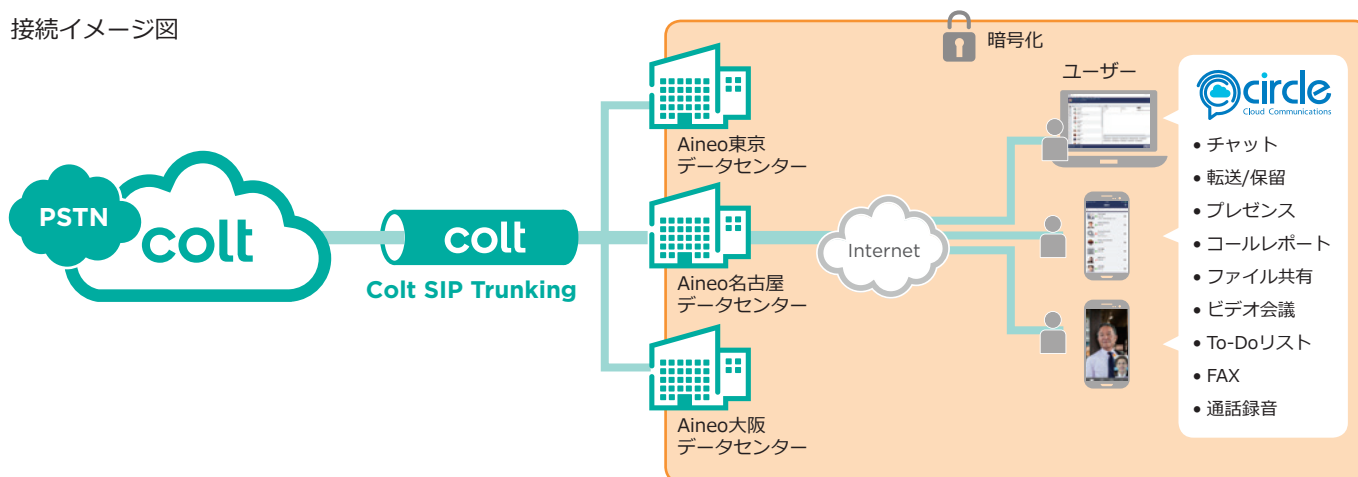 接続イメージ図
暗号化
ユーザー
PSTN
colt
colt
Colt SIP Trunking
Aineo東京
データセンター
Aineo名古屋
データセンター
Aineo大阪
データセンター
Internet
circle
Cloud Communications
• チャット
• 転送/保留
• プレゼンス
• コールレポート
• ファイル共有
• ビデオ会議
• To-Doリスト
• FAX
• 通話録音